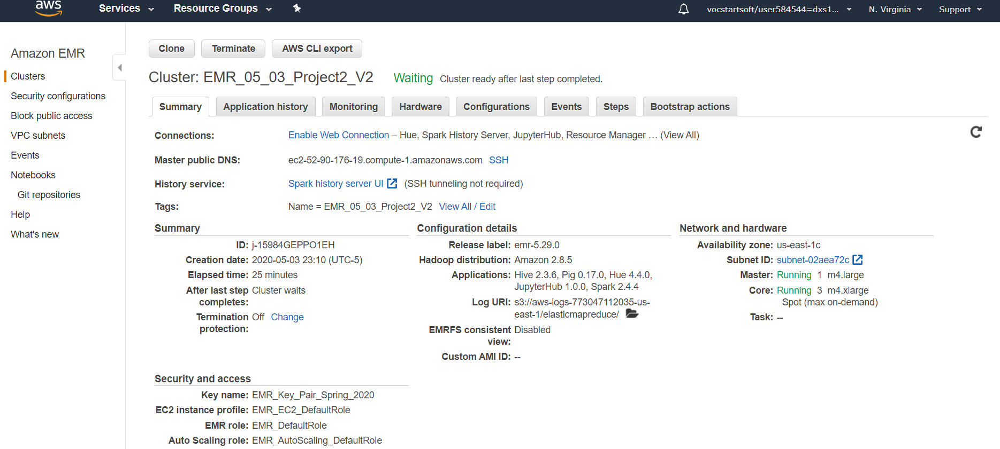 aws Services Resource Groups vocstartsoft/user584544=dxs1... N. Virginia Support
Amazon EMR
Clusters
Security configurations
Block public access
VPC subnets
Events
Notebooks
Git repositories
Help
What's new
Clone Terminate AWS CLI export
Cluster: EMR_05_03_Project2_V2 Waiting Cluster ready after last step completed.
Summary Application history Monitoring Hardware Configurations Events Steps Bootstrap actions
Connections: Enable Web Connection – Hue, Spark History Server, JupyterHub, Resource Manager … (View All)
Master public DNS: ec2-52-90-176-19.compute-1.amazonaws.com SSH
History service: Spark history server UI (SSH tunneling not required)
Tags: Name = EMR_05_03_Project2_V2 View All / Edit
Summary
ID: j-15984GEPPO1EH
Creation date: 2020-05-03 23:10 (UTC-5)
Elapsed time: 25 minutes
After last step Cluster waits
completes:
Termination Off Change
protection:
Configuration details
Release label: emr-5.29.0
Hadoop distribution: Amazon 2.8.5
Applications: Hive 2.3.6, Pig 0.17.0, Hue 4.4.0,
JupyterHub 1.0.0, Spark 2.4.4
Log URI: s3://aws-logs-773047112035-us-
east-1/elasticmapreduce/
EMRFS consistent Disabled
view:
Custom AMI ID: --
Network and hardware
Availability zone: us-east-1c
Subnet ID: subnet-02aea72c
Master: Running 1 m4.large
Core: Running 3 m4.xlarge
Spot (max on-demand)
Task: --
Security and access
Key name: EMR_Key_Pair_Spring_2020
EC2 instance profile: EMR_EC2_DefaultRole
EMR role: EMR_DefaultRole
Auto Scaling role: EMR_AutoScaling_DefaultRole